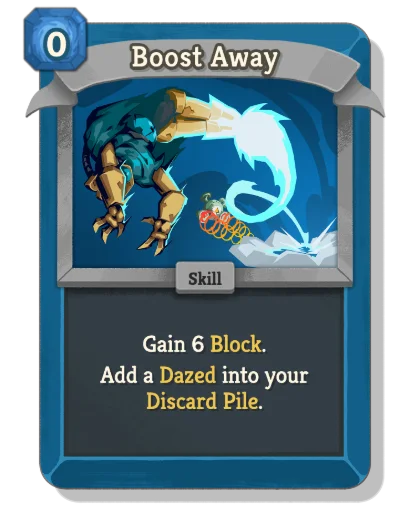 0
Boost Away
Skill
Gain 6 Block.
Add a Dazed into your
Discard Pile.